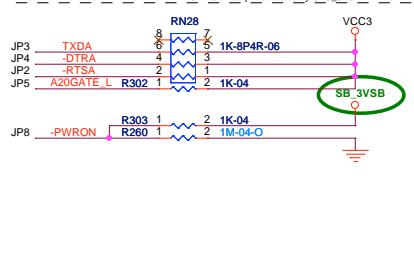 RN28 VCC3
8 7
JP3 TXDA 6 5 1K-8P4R-06
JP4 -DTRA 4 3
JP2 -RTSA 2 1
JP5 A20GATE_L R302 1 2 1K-04
SB_3VSB
R303 1 2 1K-04
JP8 -PWRON R260 1 2 1M-04-O